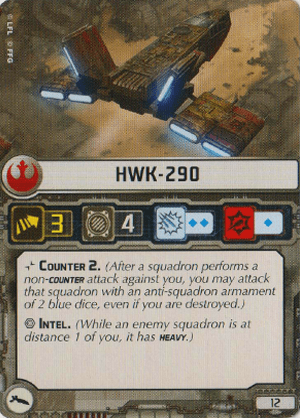 © LFL © FFG
HWK-290
3 4
COUNTER 2. (After a squadron performs a
non-COUNTER attack against you, you may attack
that squadron with an anti-squadron armament
of 2 blue dice, even if you are destroyed.)
INTEL. (While an enemy squadron is at
distance 1 of you, it has HEAVY.)
12